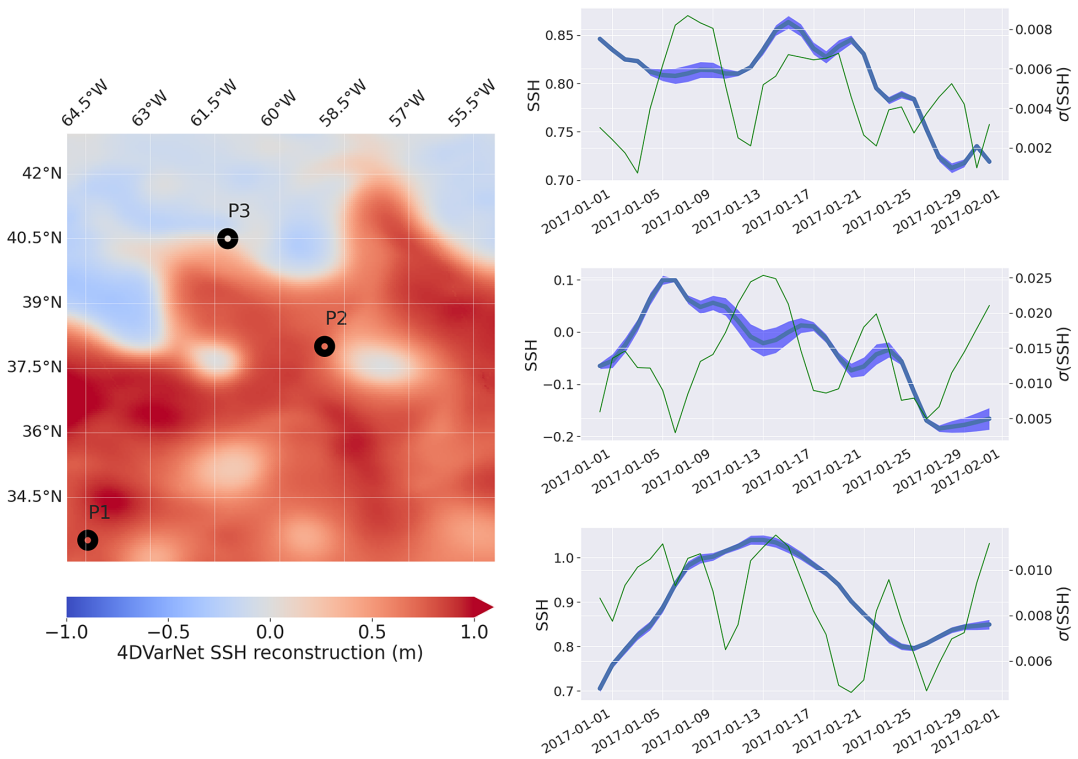 64.5°W 63°W 61.5°W 60°W 58.5°W 57°W 55.5°W
42°N
40.5°N
39°N
37.5°N
36°N
34.5°N
P3
P2
P1
−1.0 −0.5 0.0 0.5 1.0
4DVarNet SSH reconstruction (m)
SSH
0.85
0.80
0.75
0.70
0.008
0.006
0.004
0.002
σ(SSH)
2017-01-01 2017-01-05 2017-01-09 2017-01-13 2017-01-17 2017-01-21 2017-01-25 2017-01-29 2017-02-01
SSH
0.1
0.0
−0.1
−0.2
0.025
0.020
0.015
0.010
0.005
σ(SSH)
2017-01-01 2017-01-05 2017-01-09 2017-01-13 2017-01-17 2017-01-21 2017-01-25 2017-01-29 2017-02-01
SSH
1.0
0.9
0.8
0.7
0.010
0.008
0.006
σ(SSH)
2017-01-01 2017-01-05 2017-01-09 2017-01-13 2017-01-17 2017-01-21 2017-01-25 2017-01-29 2017-02-01